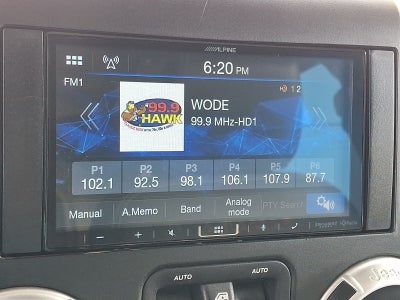 ALPINE
6:20 PM
FM1
HD 1 2
99.9
HAWK
WODE
99.9 MHz-HD1
P1 P2 P3 P4 P5 P6
102.1 92.5 98.1 106.1 107.9 87.7
Manual A.Memo Band Analog mode PTY Search
AUTO AUTO
Jeep